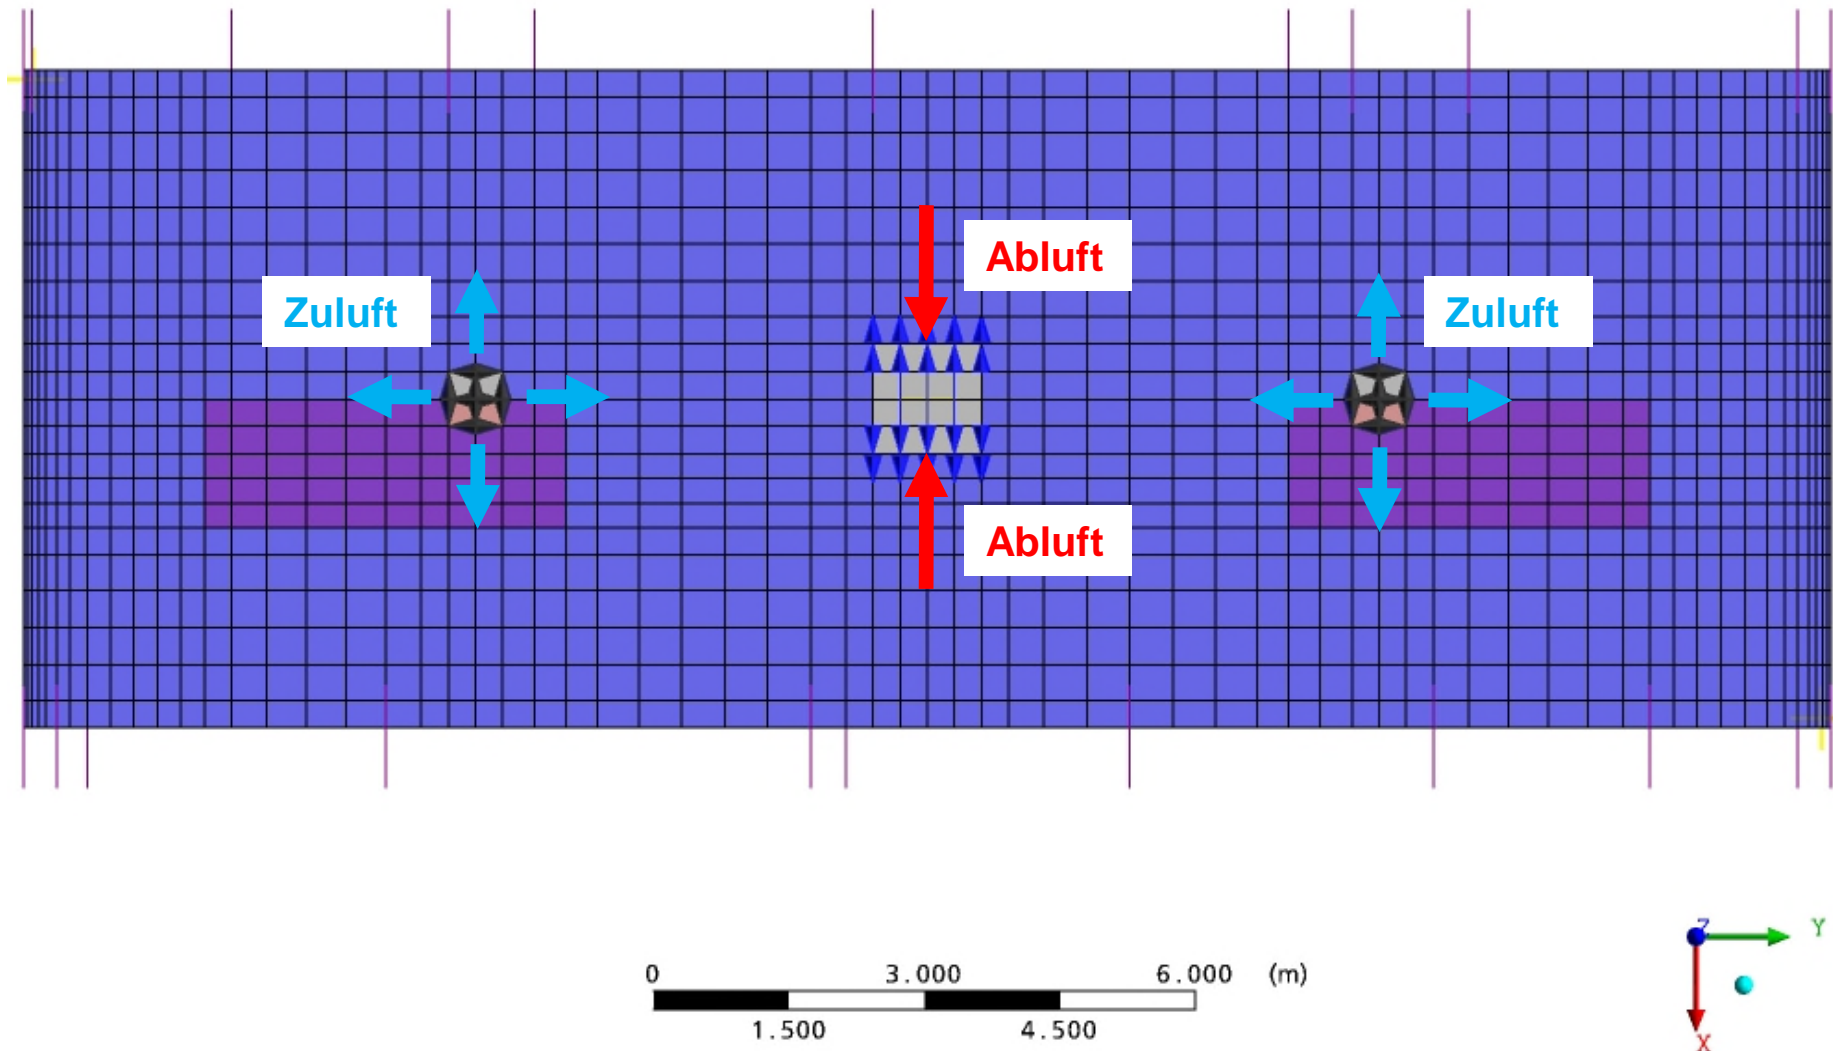 Abluft
Zuluft
Zuluft
Abluft
0 3.000 6.000 (m)
1.500 4.500
Z
Y
X